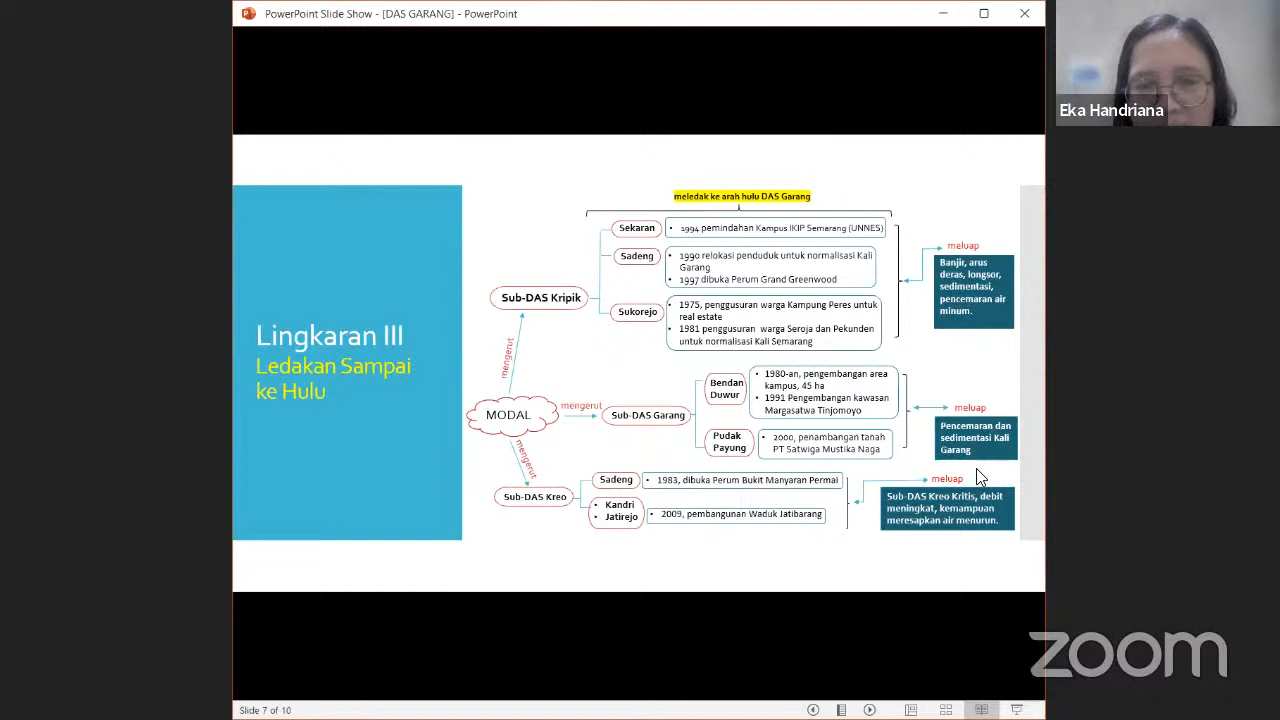 PowerPoint Slide Show - [DAS GARANG] - PowerPoint
Eka Handriana
Lingkaran III
Ledakan Sampai
ke Hulu
meledak ke arah hulu DAS Garang
Sub-DAS Kripik
Sekaran
• 1994 pemindahan Kampus IKIP Semarang (UNNES)
Sadeng
• 1990 relokasi penduduk untuk normalisasi Kali
Garang
• 1997 dibuka Perum Grand Greenwood
Sukorejo
• 1975, penggusuran warga Kampung Peres untuk
real estate
• 1981 penggusuran warga Seroja dan Pekunden
untuk normalisasi Kali Semarang
meluap
Banjir, arus
deras, longsor,
sedimentasi,
pencemaran air
minum.
mengerut
MODAL
mengerut
Sub-DAS Garang
Bendan
Duwur
• 1980-an, pengembangan area
kampus, 45 ha
• 1991 Pengembangan kawasan
Margasatwa Tinjomoyo
Pudak
Payung
• 2000, penambangan tanah
PT Satwiga Mustika Naga
meluap
Pencemaran dan
sedimentasi Kali
Garang
mengerut
Sub-DAS Kreo
Sadeng
• 1983, dibuka Perum Bukit Manyaran Permai
• Kandri
• Jatirejo
• 2009, pembangunan Waduk Jatibarang
meluap
Sub-DAS Kreo Kritis, debit
meningkat, kemampuan
meresapkan air menurun.
zoom
Slide 7 of 10